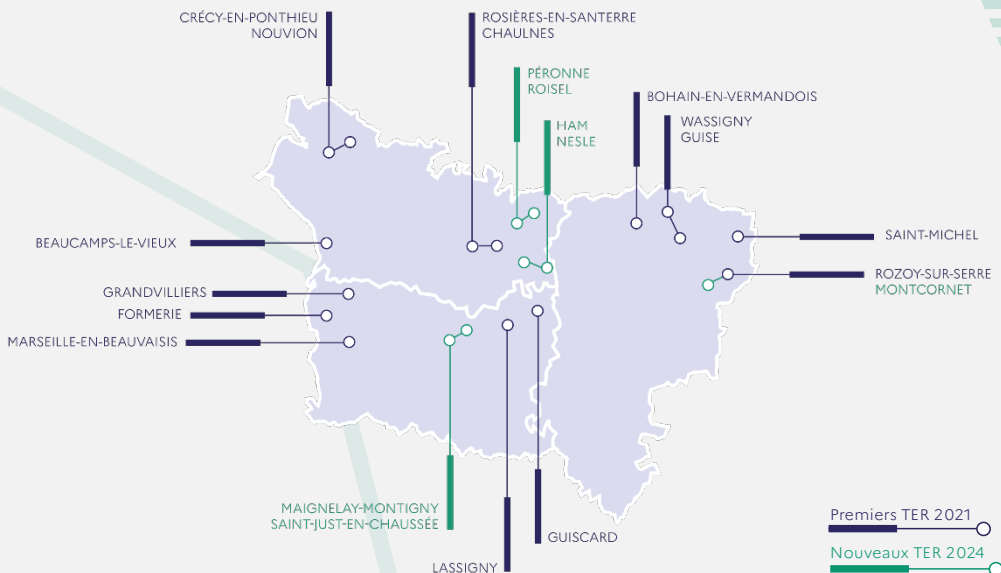 CRÉCY-EN-PONTHIEU
NOUVION
ROSIÈRES-EN-SANTERRE
CHAULNES
PÉRONNE
ROISEL
HAM
NESLE
BOHAIN-EN-VERMANDOIS
WASSIGNY
GUISE
BEAUCAMPS-LE-VIEUX
SAINT-MICHEL
ROZOY-SUR-SERRE
MONTCORNET
GRANDVILLIERS
FORMERIE
MARSEILLE-EN-BEAUVAISIS
MAIGNELAY-MONTIGNY
SAINT-JUST-EN-CHAUSSÉE
LASSIGNY
GUISCARD
Premiers TER 2021
Nouveaux TER 2024